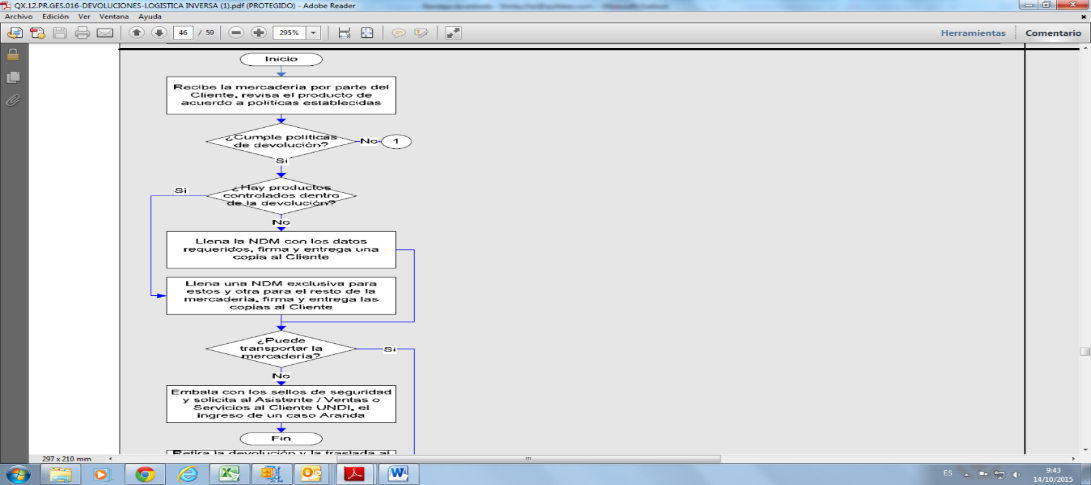 QX.12.PR.GES.016-DEVOLUCIONES-LOGISTICA INVERSA (1).pdf (PROTEGIDO) - Adobe Reader
Archivo Edición Ver Ventana Ayuda
46 / 59 295% Herramientas Comentario
Inicio
Recibe la mercadería por parte del
Cliente, revisa el producto de
acuerdo a políticas establecidas
¿Cumple políticas
de devolución?
No
1
Si
¿Hay productos
controlados dentro
de la devolución?
Si
No
Llena la NDM con los datos
requeridos, firma y entrega una
copia al Cliente
Llena una NDM exclusiva para
estos y otra para el resto de la
mercadería, firma y entrega las
copias al Cliente
¿Puede
transportar la
mercadería?
Si
No
Embala con los sellos de seguridad
y solicita al Asistente / Ventas o
Servicios al Cliente UNDI, el
ingreso de un caso Aranda
Fin
Retira la devolución y la traslada al
297 x 210 mm
ES
9:43
14/10/2015